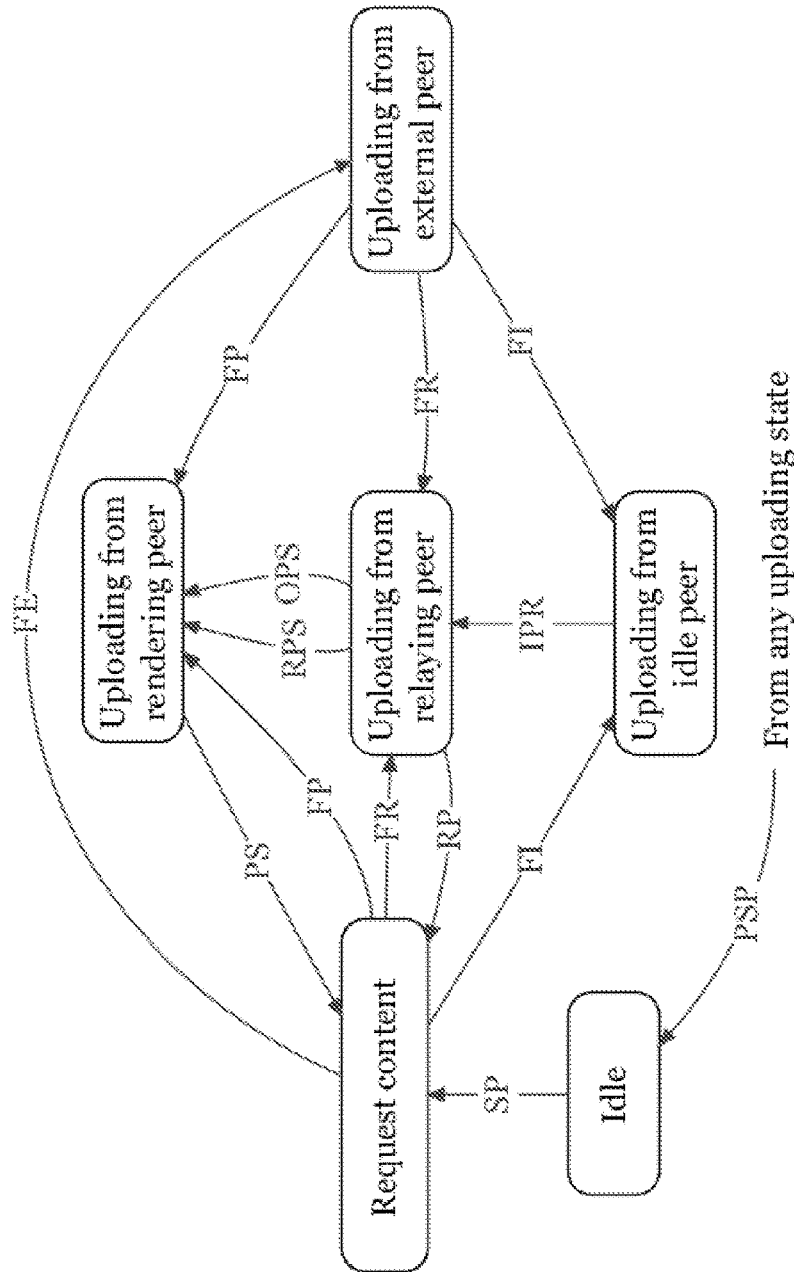 FE
Uploading from
rendering peer
PS
FP
RPS
OPS
FP
Request content
FR
RP
Uploading from
relaying peer
FR
Uploading from
external peer
FI
IPR
FI
SP
Idle
Uploading from
idle peer
PSP
From any uploading state